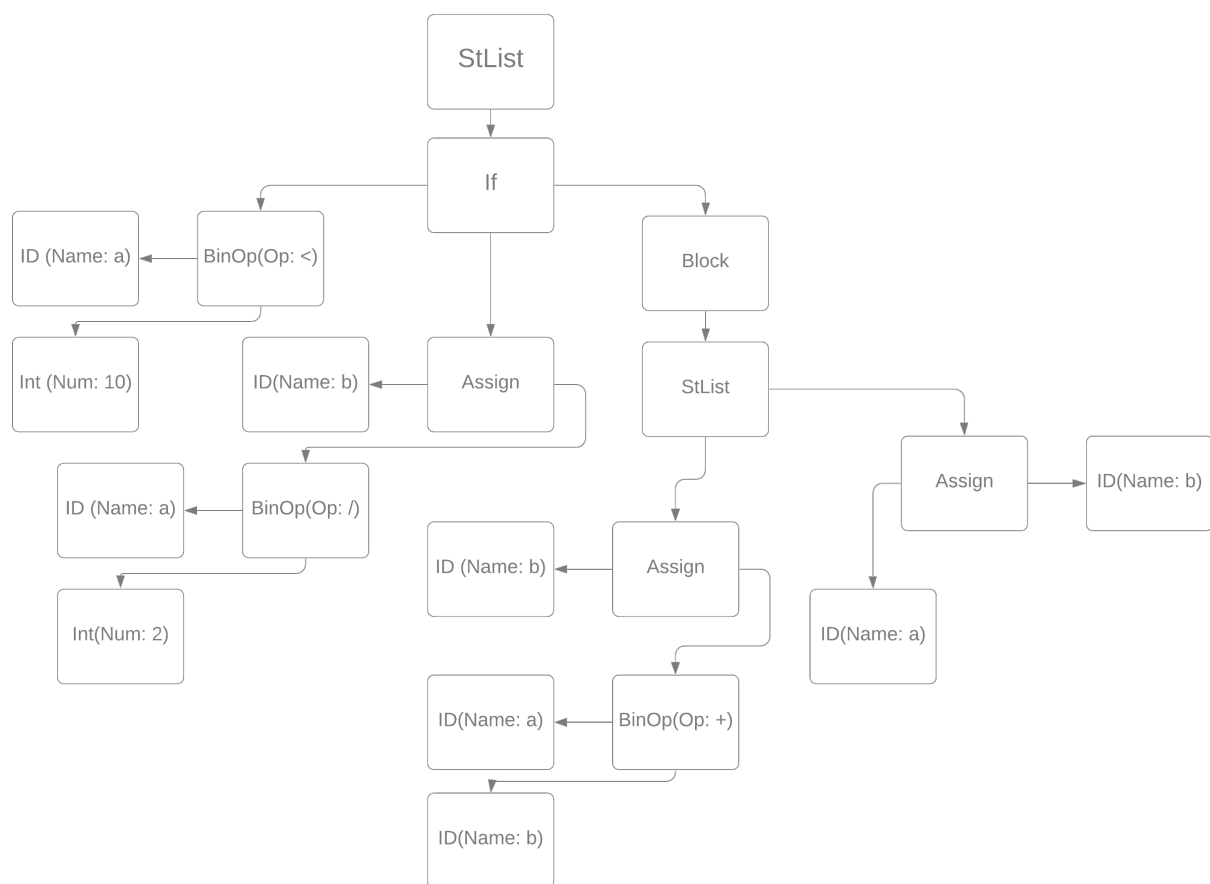 StList
If
ID (Name: a)
BinOp(Op: <)
Block
Int (Num: 10)
ID(Name: b)
Assign
StList
ID (Name: a)
BinOp(Op: /)
Assign
ID(Name: b)
ID (Name: b)
Assign
Int(Num: 2)
ID(Name: a)
ID(Name: a)
BinOp(Op: +)
ID(Name: b)